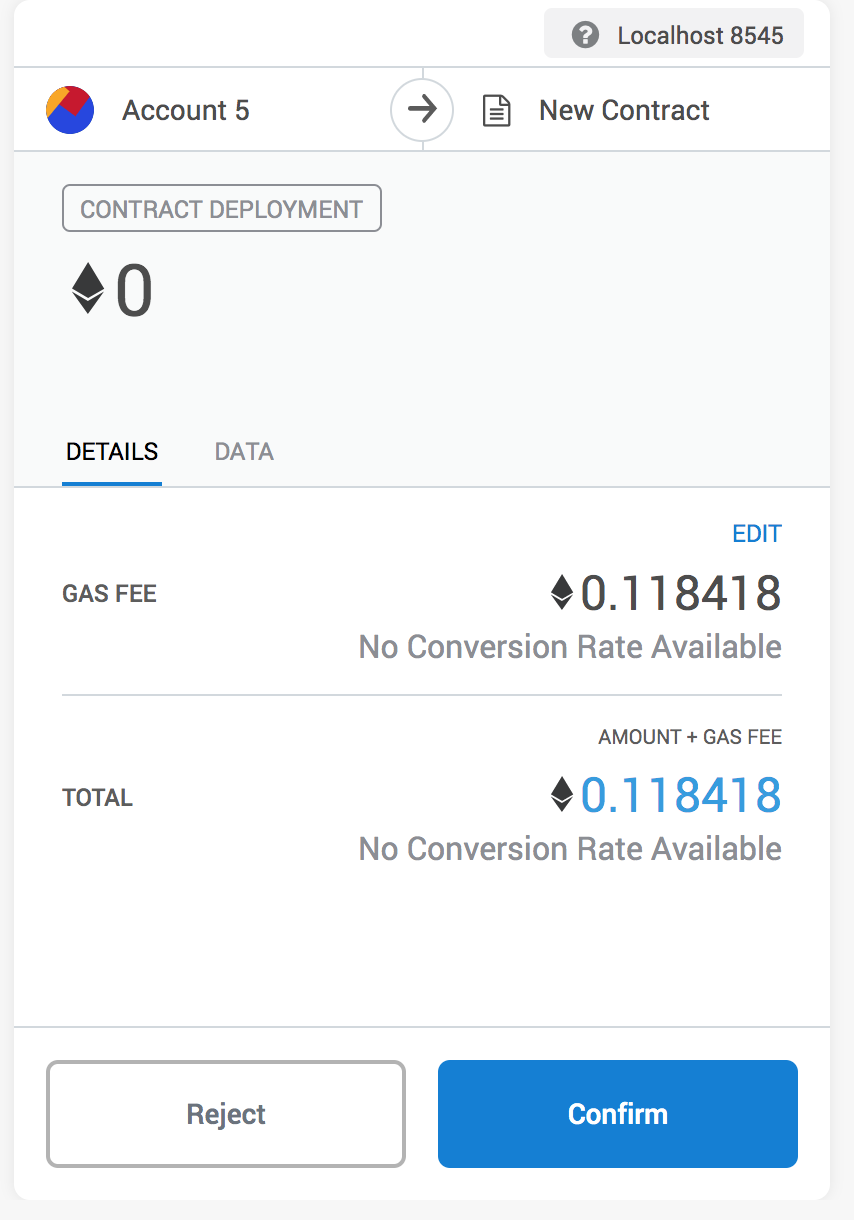 Localhost 8545
Account 5
New Contract
CONTRACT DEPLOYMENT
0
DETAILS
DATA
EDIT
GAS FEE
0.118418
No Conversion Rate Available
AMOUNT + GAS FEE
TOTAL
0.118418
No Conversion Rate Available
Reject
Confirm